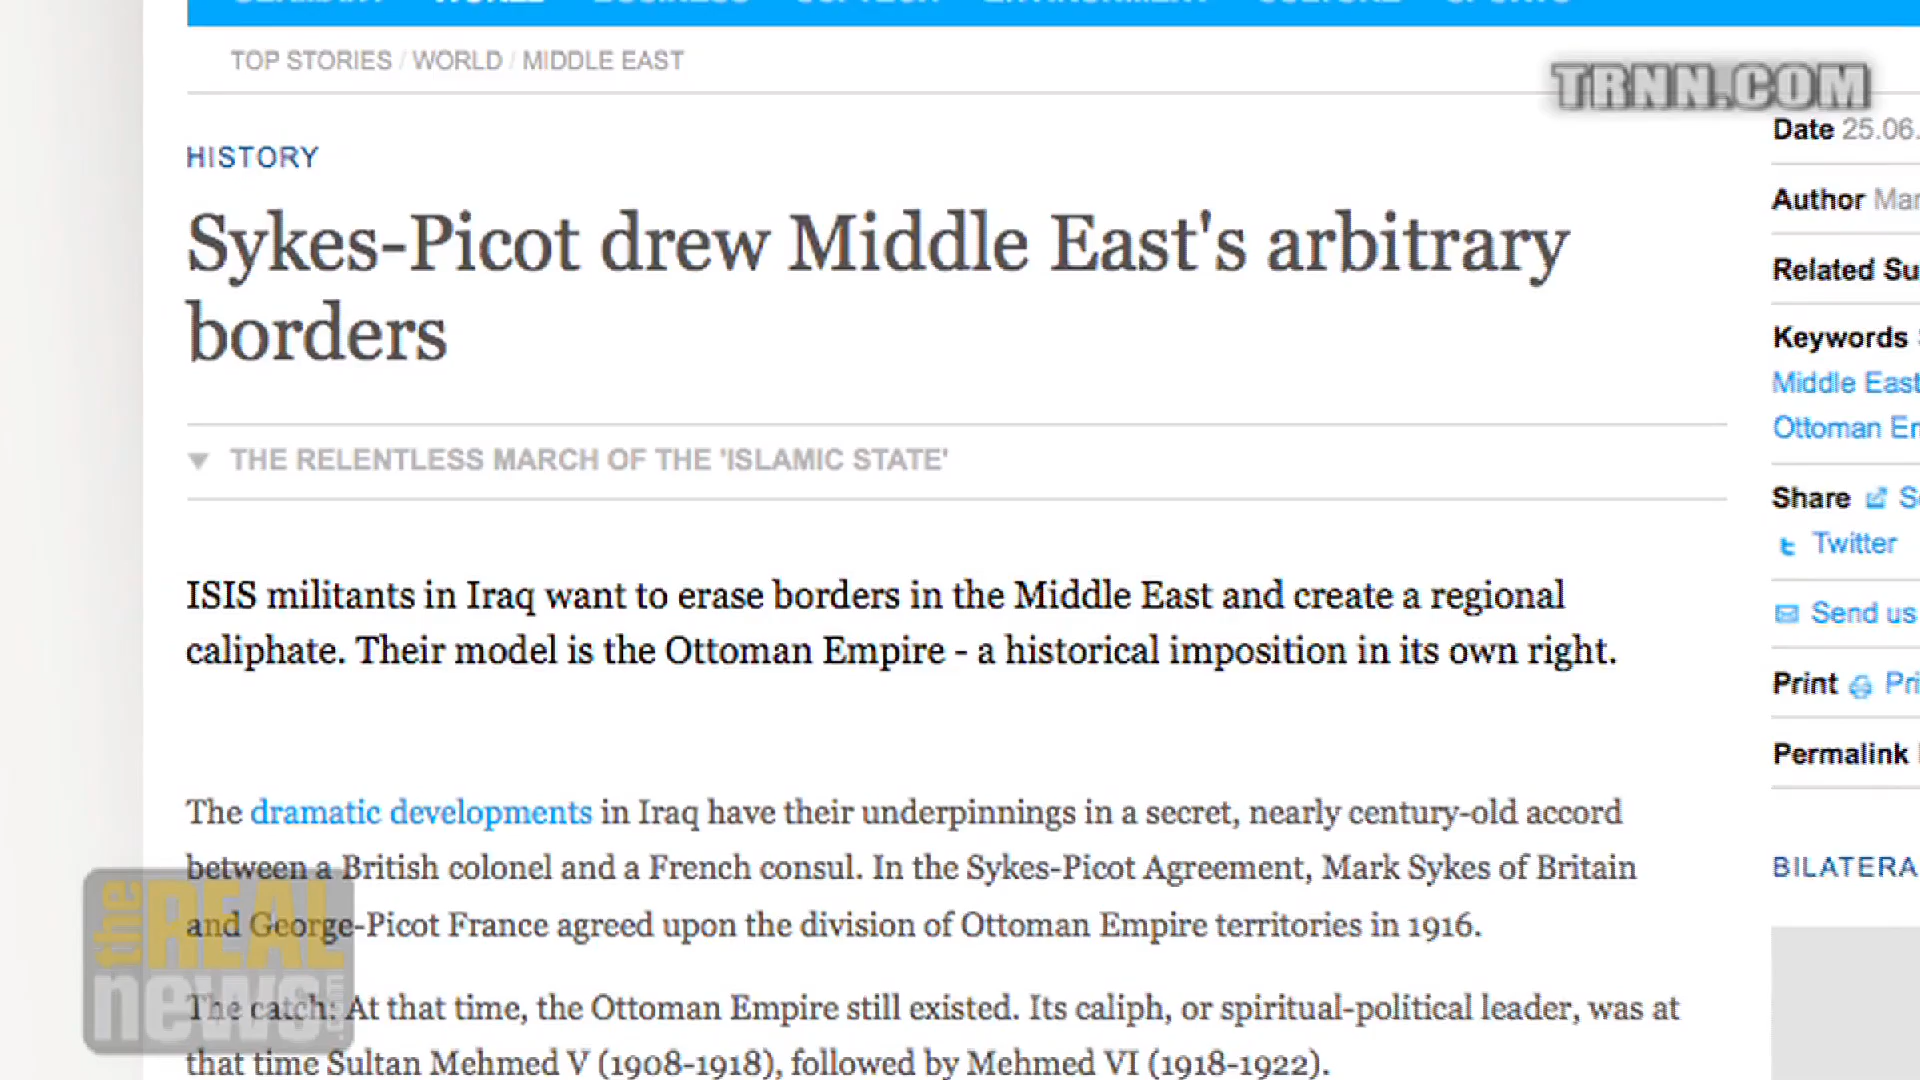 TOP STORIES / WORLD / MIDDLE EAST
TRNN.COM
HISTORY
Sykes-Picot drew Middle East's arbitrary
borders
THE RELENTLESS MARCH OF THE 'ISLAMIC STATE'
ISIS militants in Iraq want to erase borders in the Middle East and create a regional
caliphate. Their model is the Ottoman Empire - a historical imposition in its own right.
The dramatic developments in Iraq have their underpinnings in a secret, nearly century-old accord
between a British colonel and a French consul. In the Sykes-Picot Agreement, Mark Sykes of Britain
and George-Picot France agreed upon the division of Ottoman Empire territories in 1916.
The catch: At that time, the Ottoman Empire still existed. Its caliph, or spiritual-political leader, was at
that time Sultan Mehmed V (1908-1918), followed by Mehmed VI (1918-1922).
Date 25.06.
Author
Related
Keywords
Middle East
Ottoman
Share
Twitter
Send us
Print
Permalink
the REAL
news